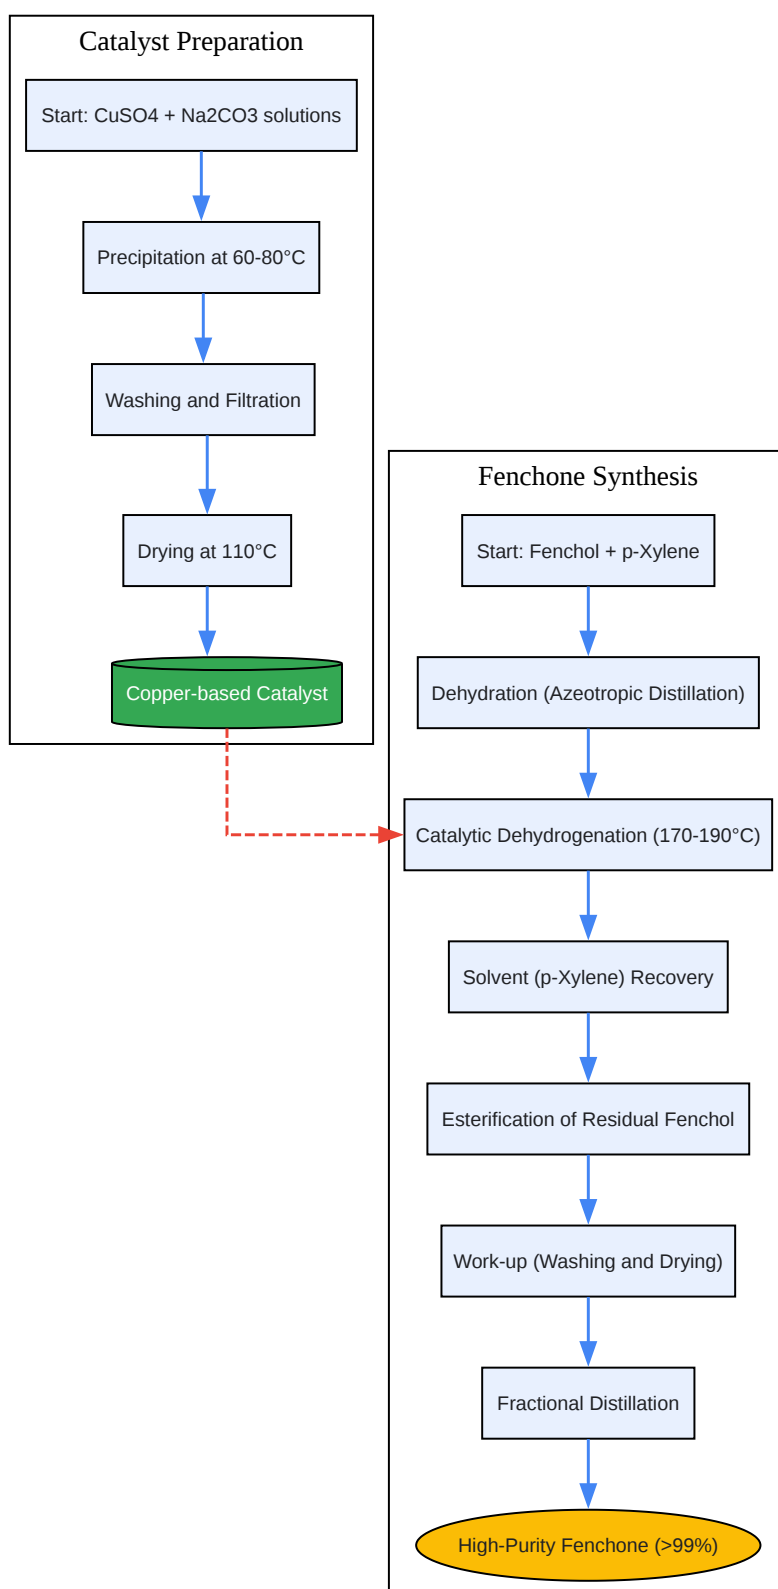 Catalyst Preparation
Start: CuSO4 + Na2CO3 solutions
Precipitation at 60-80°C
Washing and Filtration
Drying at 110°C
Copper-based Catalyst
Fenchone Synthesis
Start: Fenchol + p-Xylene
Dehydration (Azeotropic Distillation)
Catalytic Dehydrogenation (170-190°C)
Solvent (p-Xylene) Recovery
Esterification of Residual Fenchol
Work-up (Washing and Drying)
Fractional Distillation
High-Purity Fenchone (>99%)